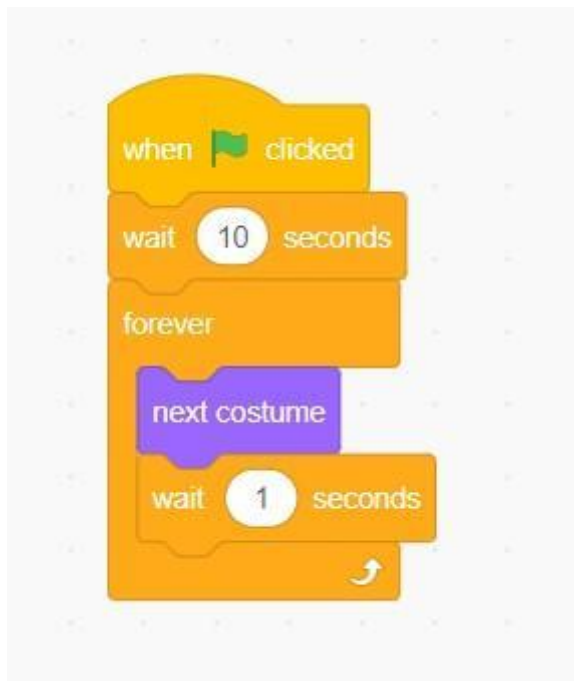 when clicked
wait 10 seconds
forever
next costume
wait 1 seconds